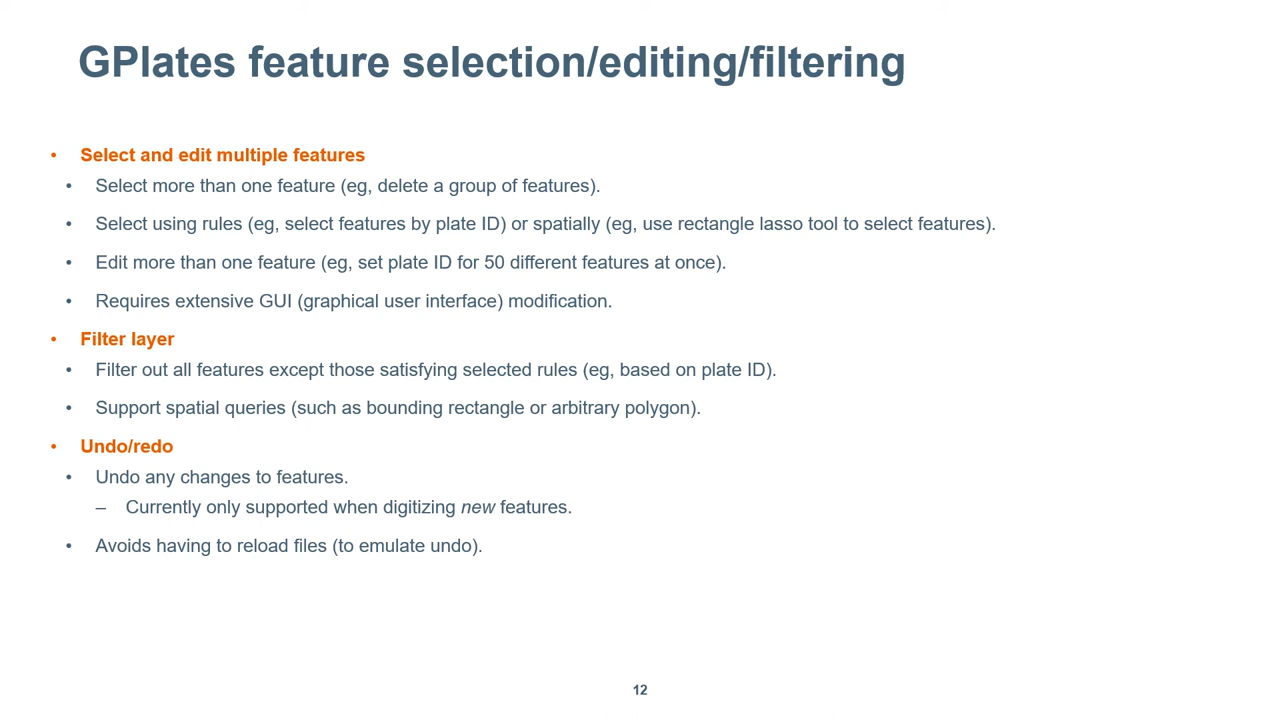 GPlates feature selection/editing/filtering
• Select and edit multiple features
• Select more than one feature (eg, delete a group of features).
• Select using rules (eg, select features by plate ID) or spatially (eg, use rectangle lasso tool to select features).
• Edit more than one feature (eg, set plate ID for 50 different features at once).
• Requires extensive GUI (graphical user interface) modification.
• Filter layer
• Filter out all features except those satisfying selected rules (eg, based on plate ID).
• Support spatial queries (such as bounding rectangle or arbitrary polygon).
• Undo/redo
• Undo any changes to features.
– Currently only supported when digitizing new features.
• Avoids having to reload files (to emulate undo).
12